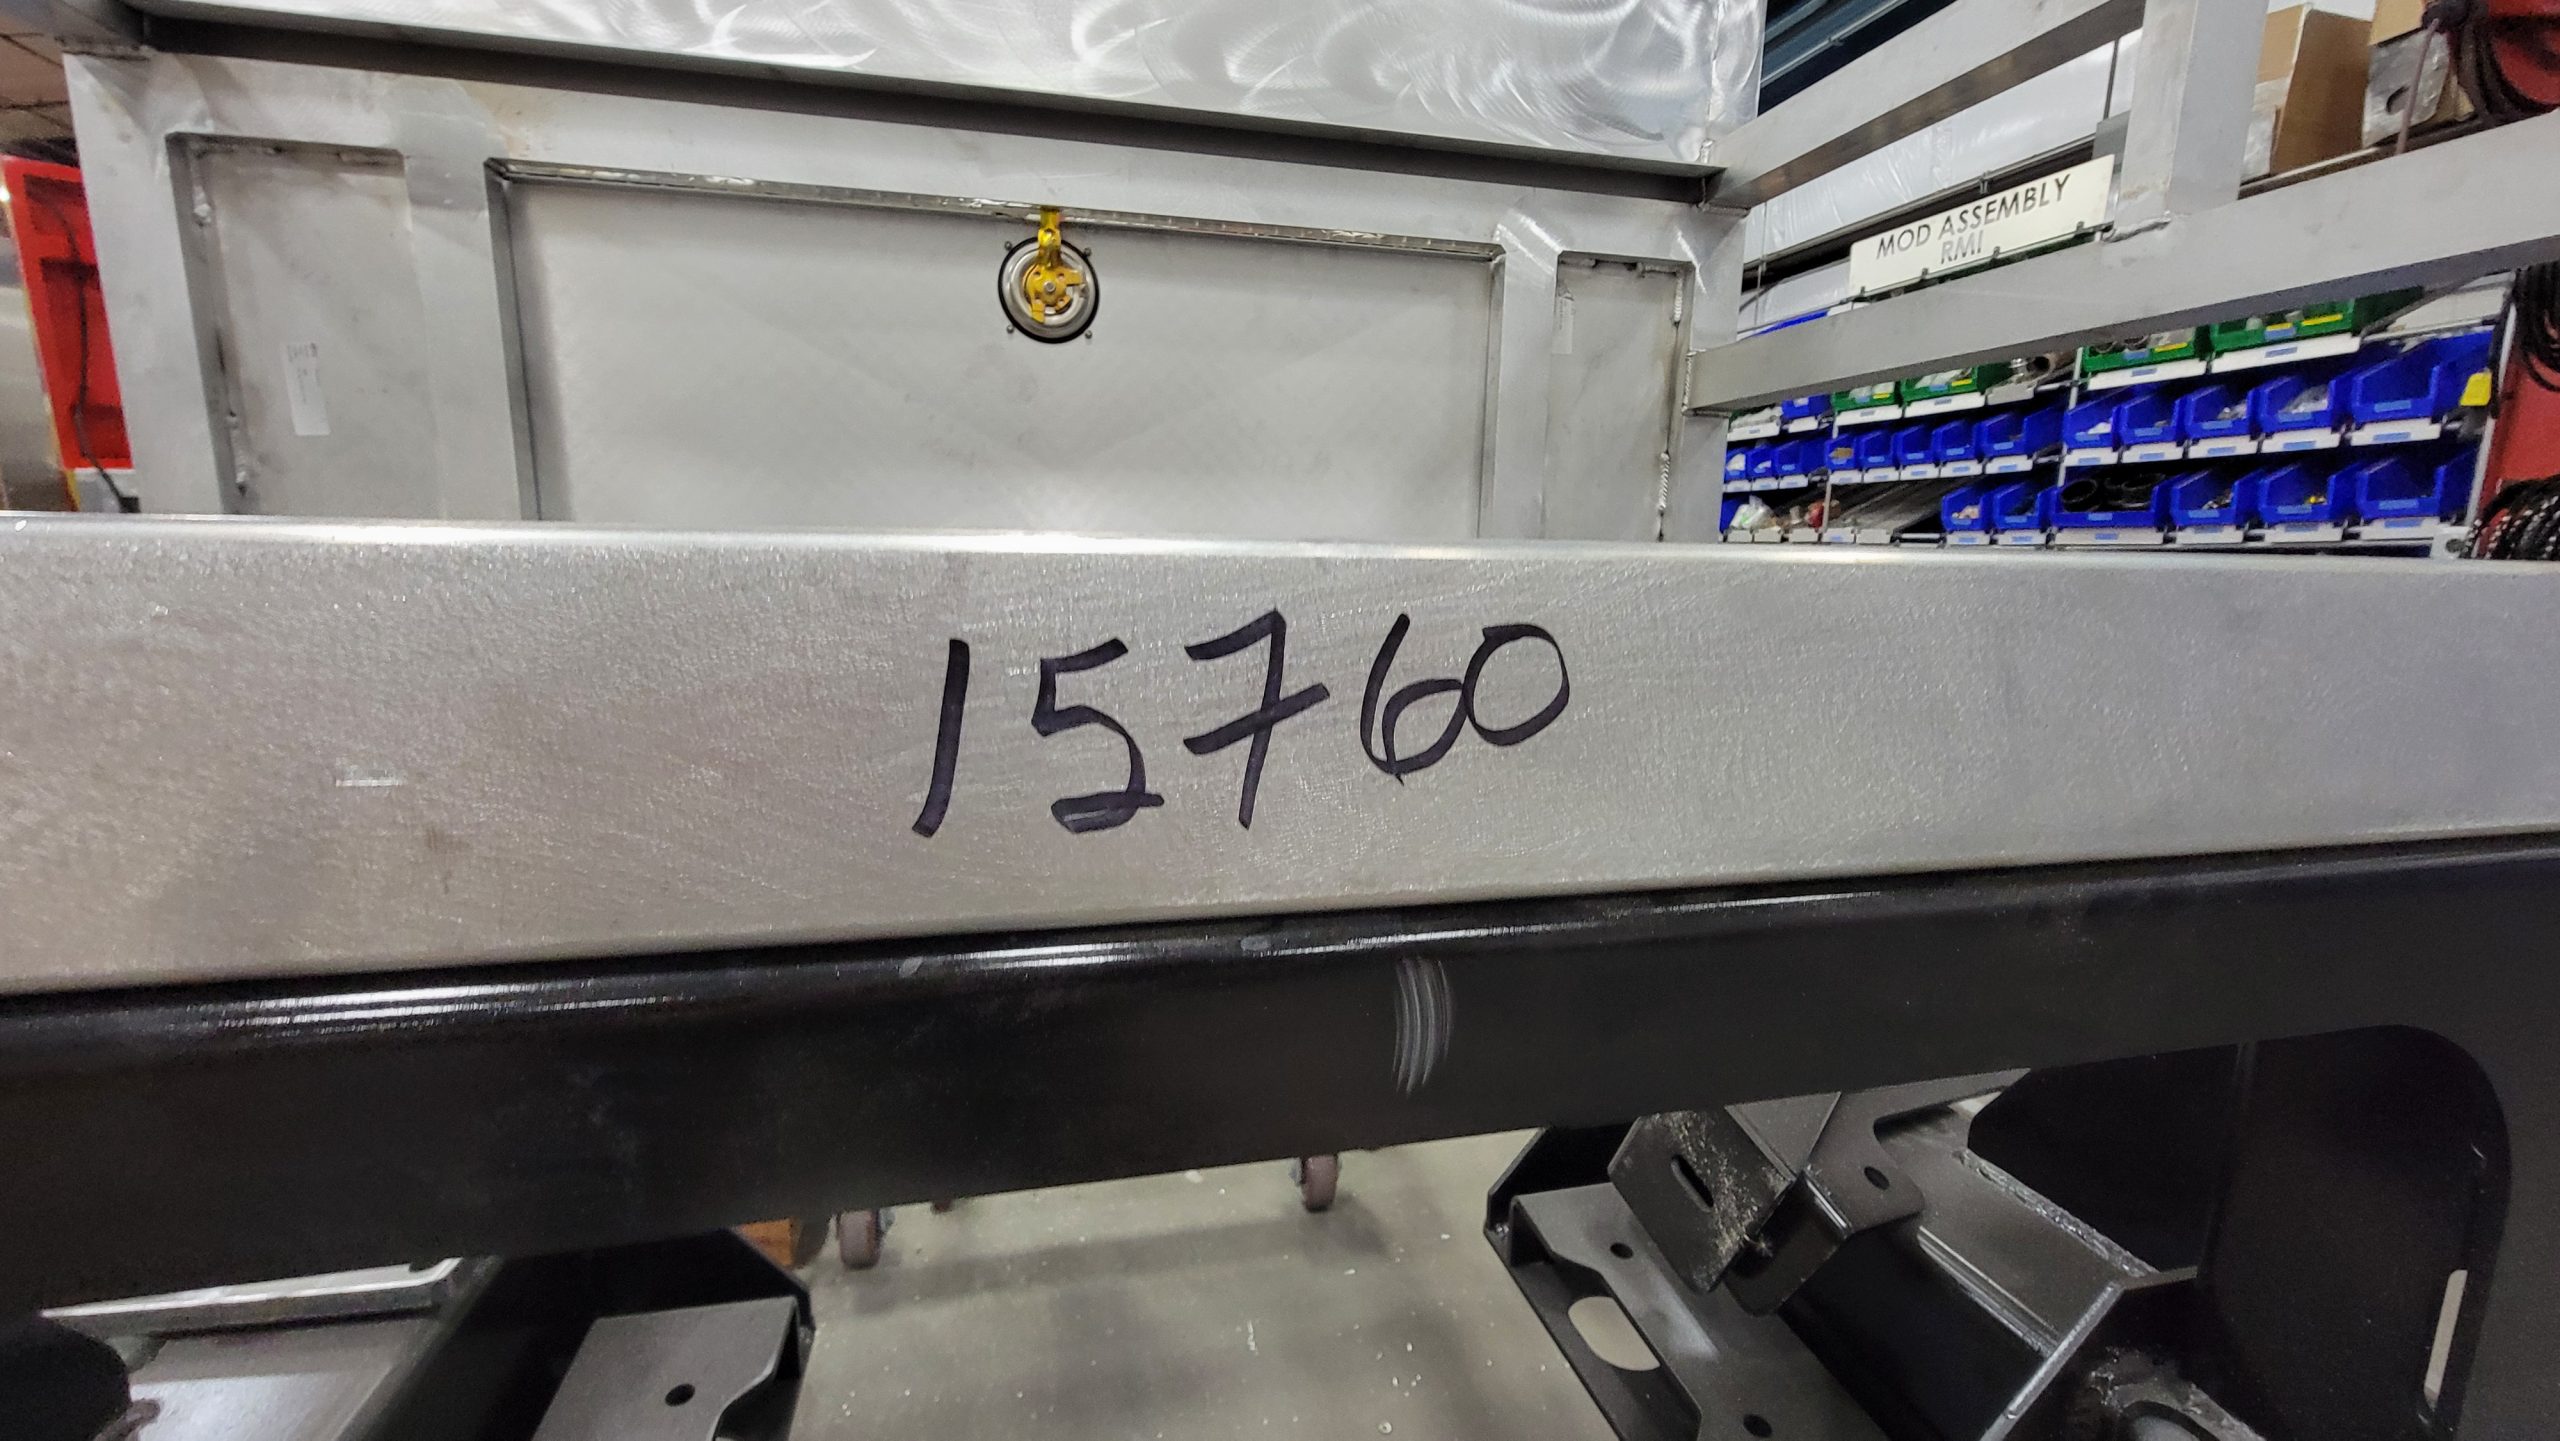 MOD ASSEMBLY
RMI
15760